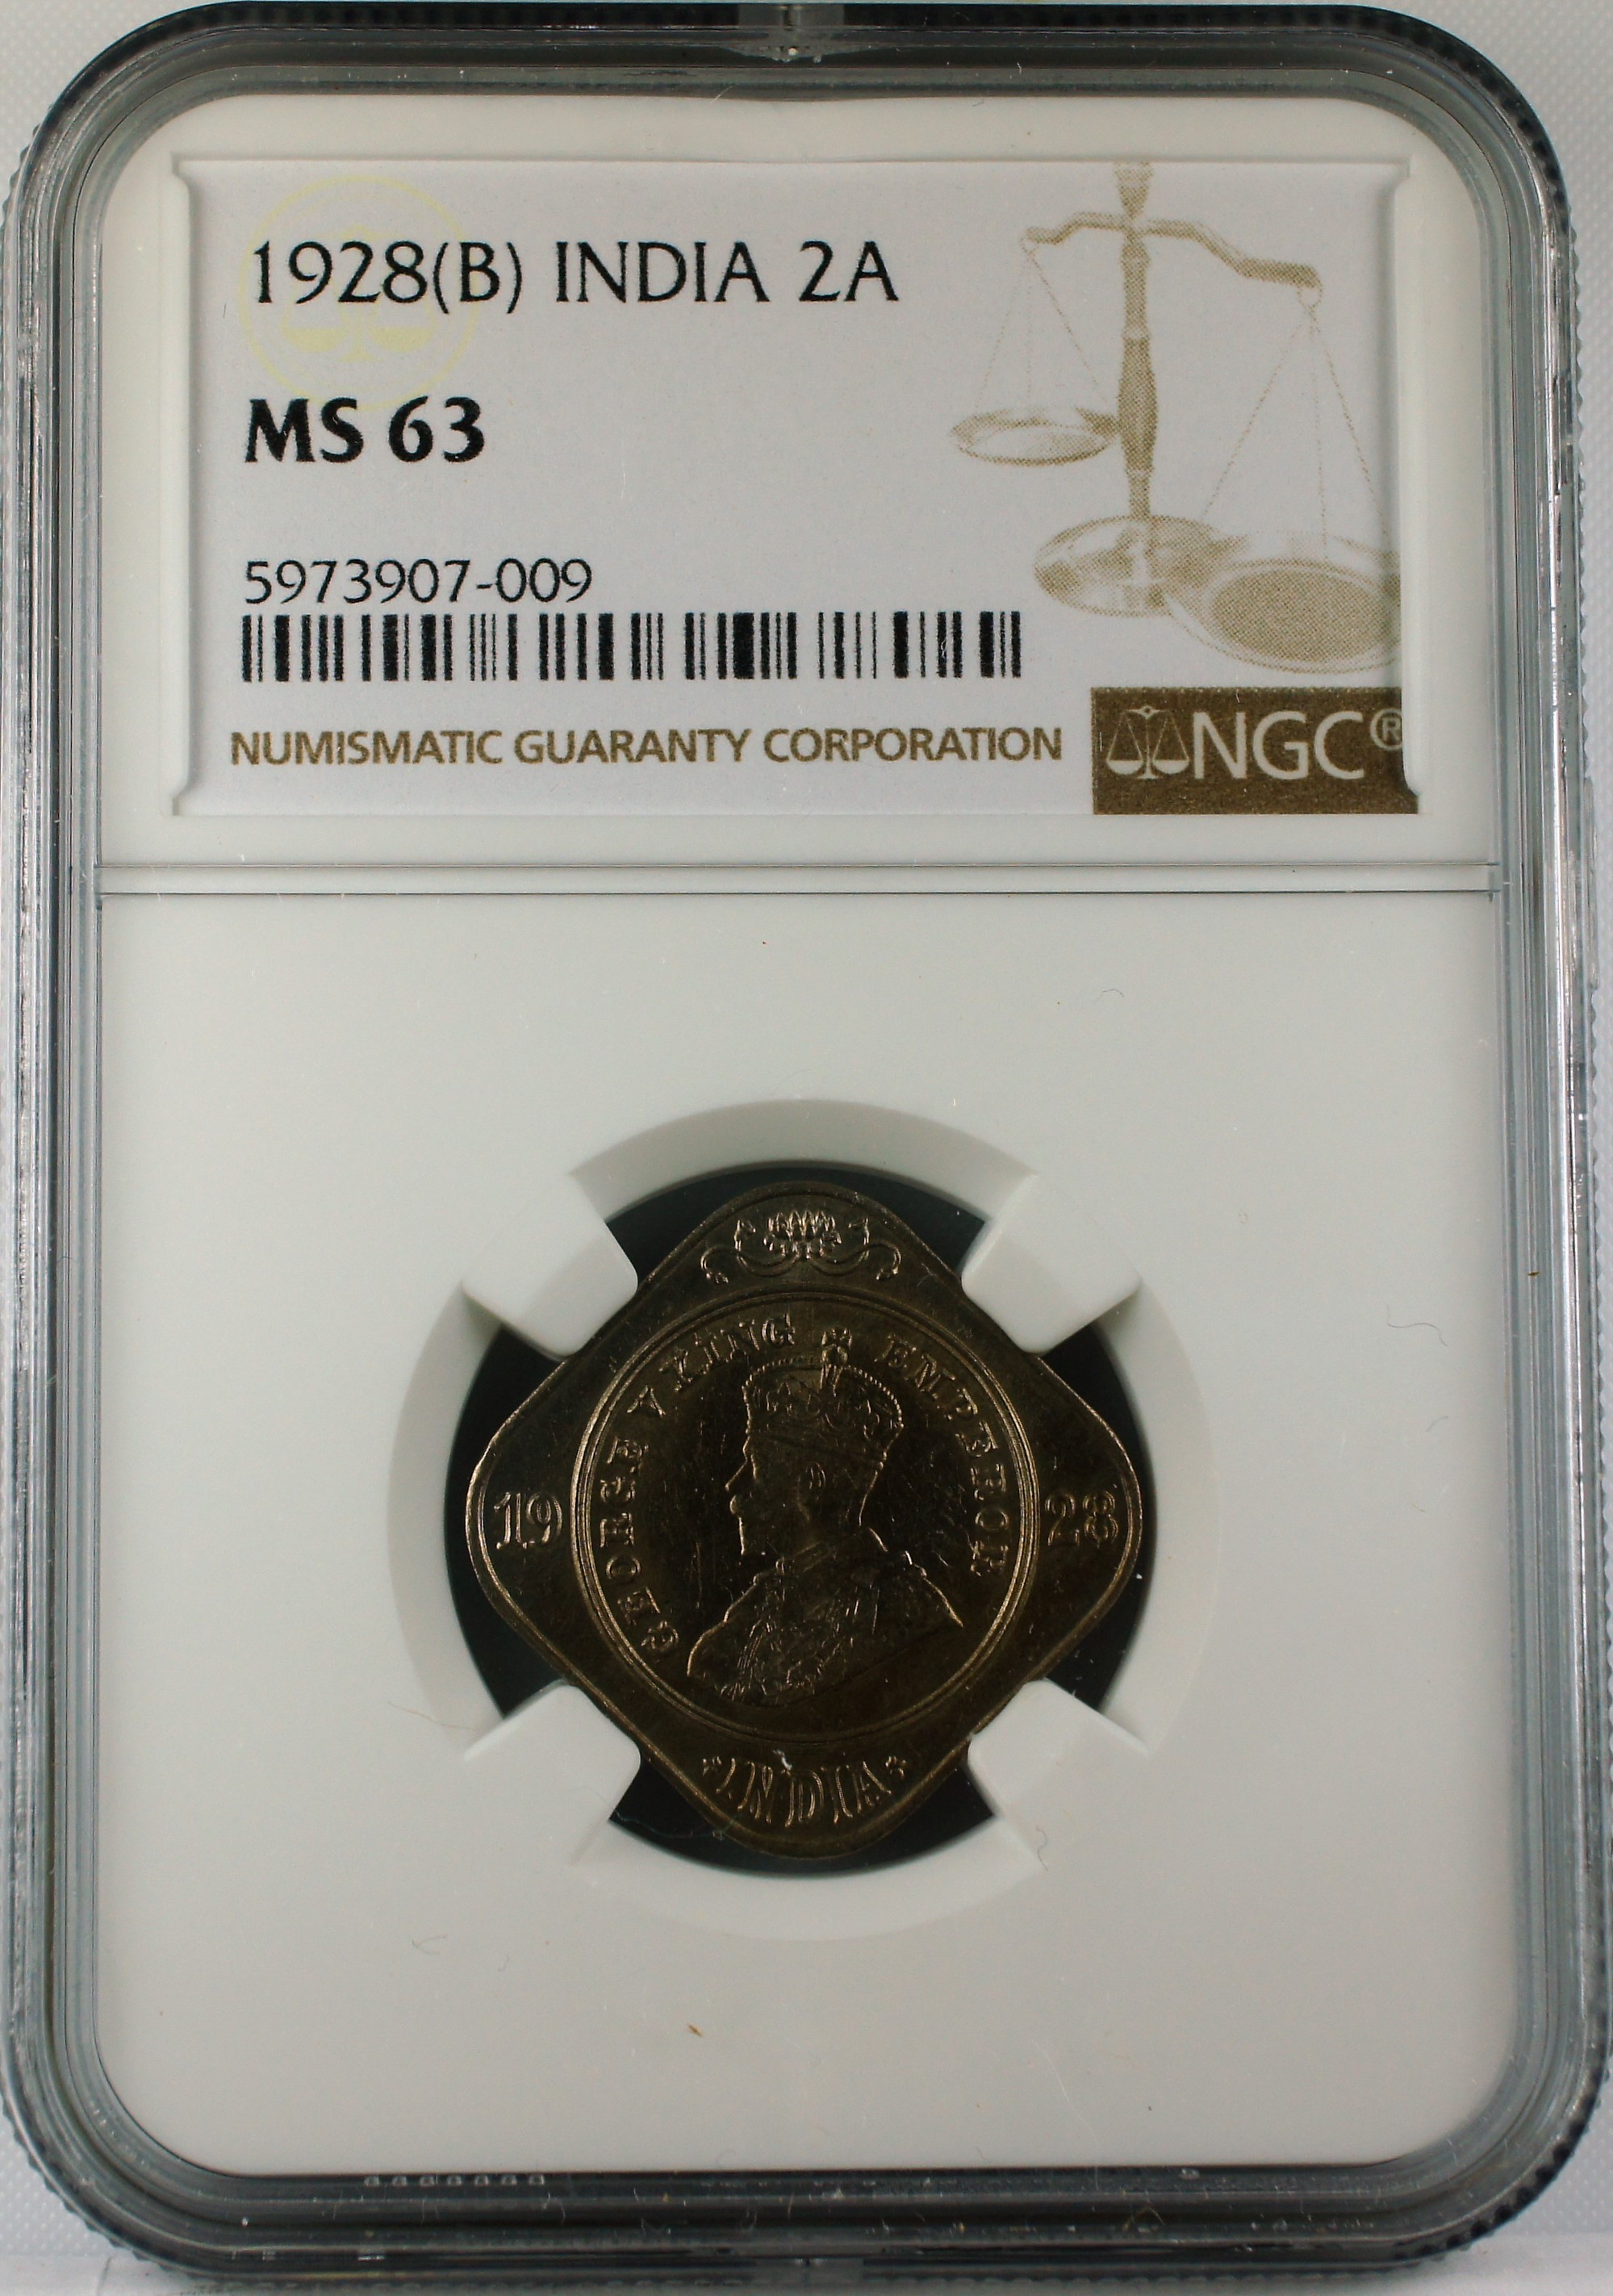 1928(B) INDIA 2A
MS 63
5973907-009
NUMISMATIC GUARANTY CORPORATION
NGC®
GEORGE V KING EMPEROR
19 28
INDIA